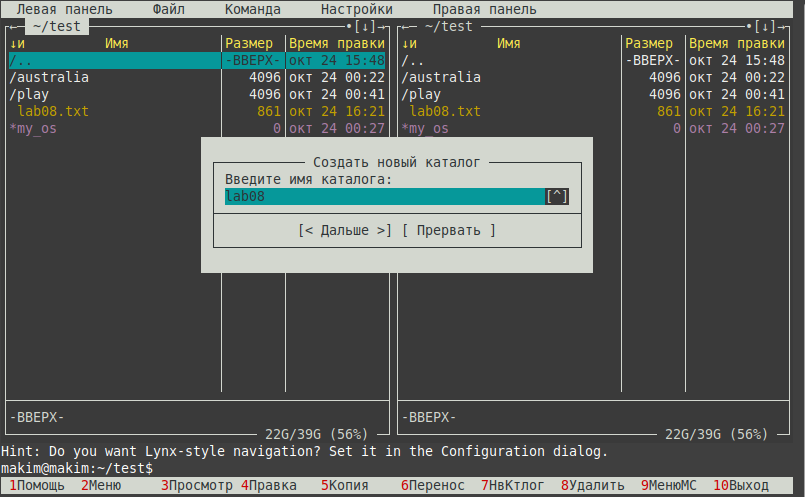 Левая панель Файл Команда Настройки Правая панель
←─ ~/test •[↓]→ ←─ ~/test •[↓]→
↓и Имя Размер Время правки ↓и Имя Размер Время правки
/.. -ВВЕРХ- окт 24 15:48 /.. -ВВЕРХ- окт 24 15:48
/australia 4096 окт 24 00:22 /australia 4096 окт 24 00:22
/play 4096 окт 24 00:41 /play 4096 окт 24 00:41
lab08.txt 861 окт 24 16:21 lab08.txt 861 окт 24 16:21
*my_os 0 окт 24 00:27 *my_os 0 окт 24 00:27
Создать новый каталог
Введите имя каталога:
lab08 [^]
[< Дальше >] [ Прервать ]
-ВВЕРХ- -ВВЕРХ-
22G/39G (56%) 22G/39G (56%)
Hint: Do you want Lynx-style navigation? Set it in the Configuration dialog.
makim@makim:~/test$
1Помощь 2Меню 3Просмотр 4Правка 5Копия 6Перенос 7НвКтлог 8Удалить 9МенюМС 10Выход